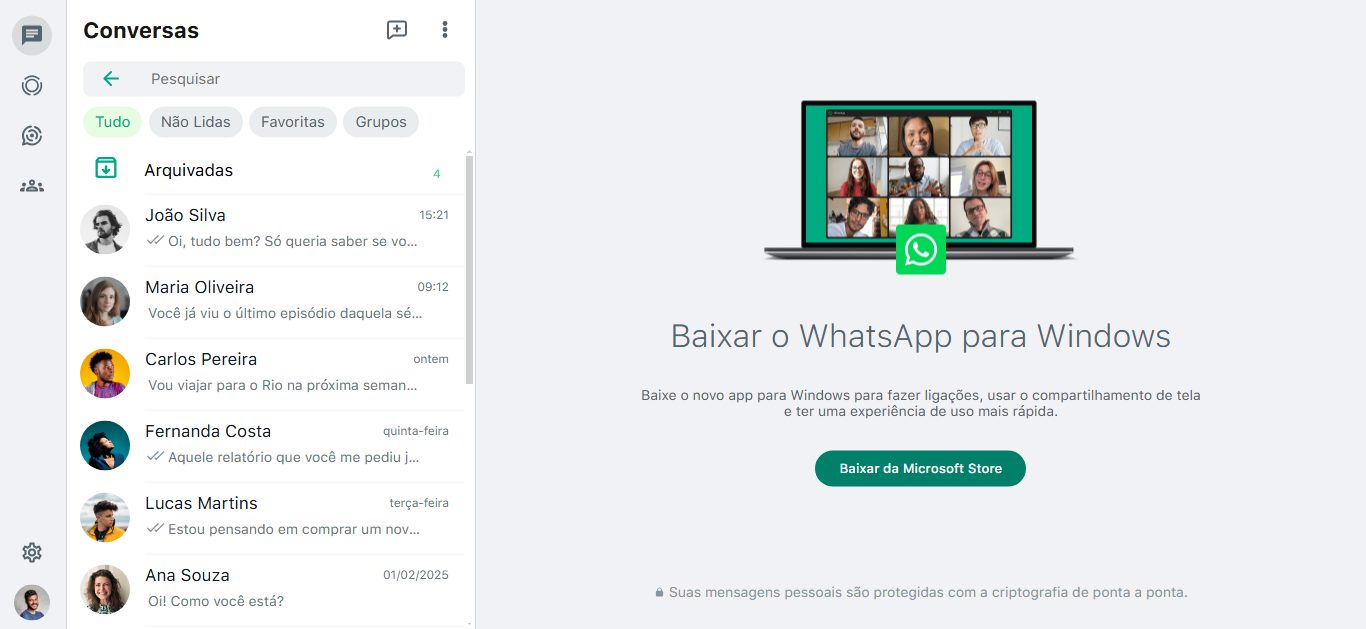 Conversas
Pesquisar
Tudo
Não Lidas
Favoritas
Grupos
Arquivadas
4
João Silva
15:21
Oi, tudo bem? Só queria saber se vo...
Maria Oliveira
09:12
Você já viu o último episódio daquela sé...
Carlos Pereira
ontem
Vou viajar para o Rio na próxima seman...
Fernanda Costa
quinta-feira
Aquele relatório que você me pediu j...
Lucas Martins
terça-feira
Estou pensando em comprar um nov...
Ana Souza
01/02/2025
Oi! Como você está?
Baixar o WhatsApp para Windows
Baixe o novo app para Windows para fazer ligações, usar o compartilhamento de tela
e ter uma experiência de uso mais rápida.
Baixar da Microsoft Store
Suas mensagens pessoais são protegidas com a criptografia de ponta a ponta.